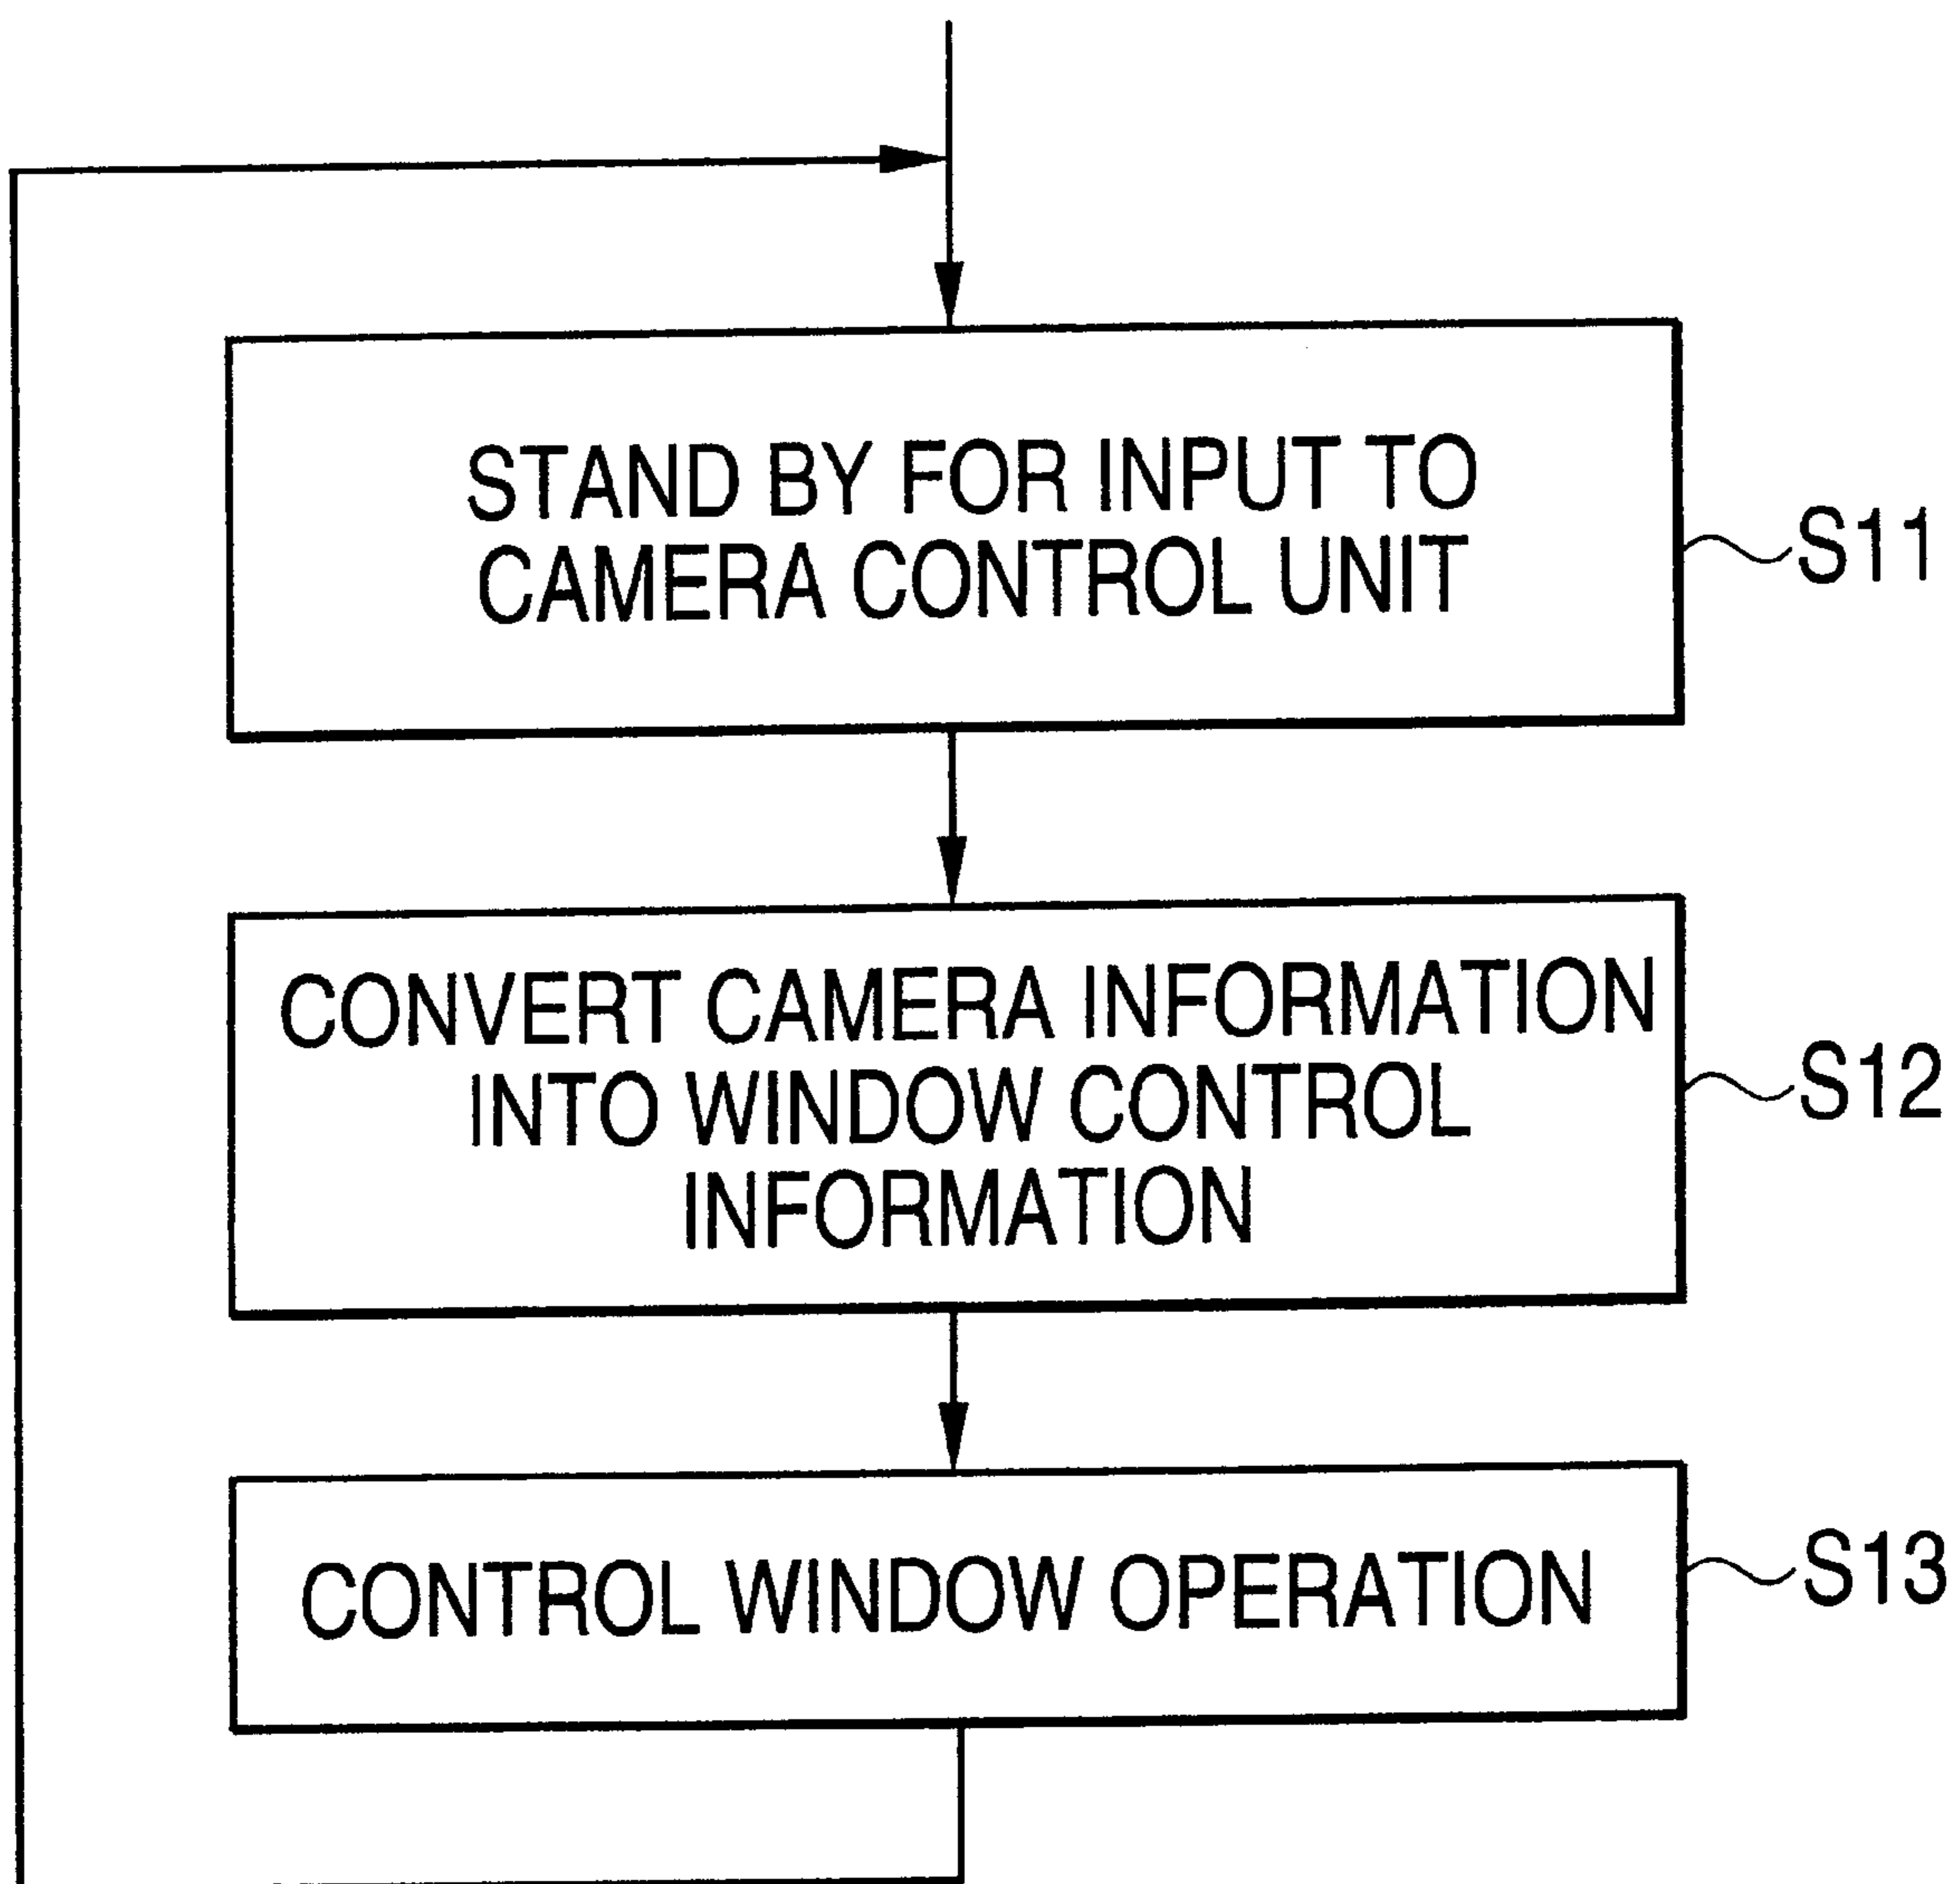 STAND BY FOR INPUT TO
CAMERA CONTROL UNIT
S11
CONVERT CAMERA INFORMATION
INTO WINDOW CONTROL
INFORMATION
S12
CONTROL WINDOW OPERATION
S13